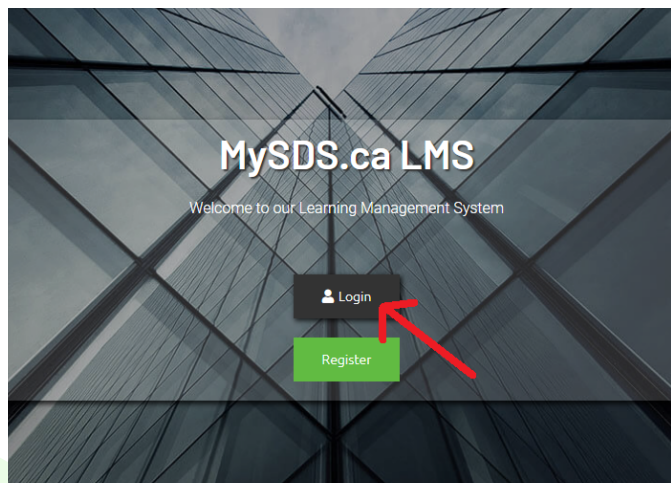 MySDS.ca LMS
Welcome to our Learning Management System
Login
Register